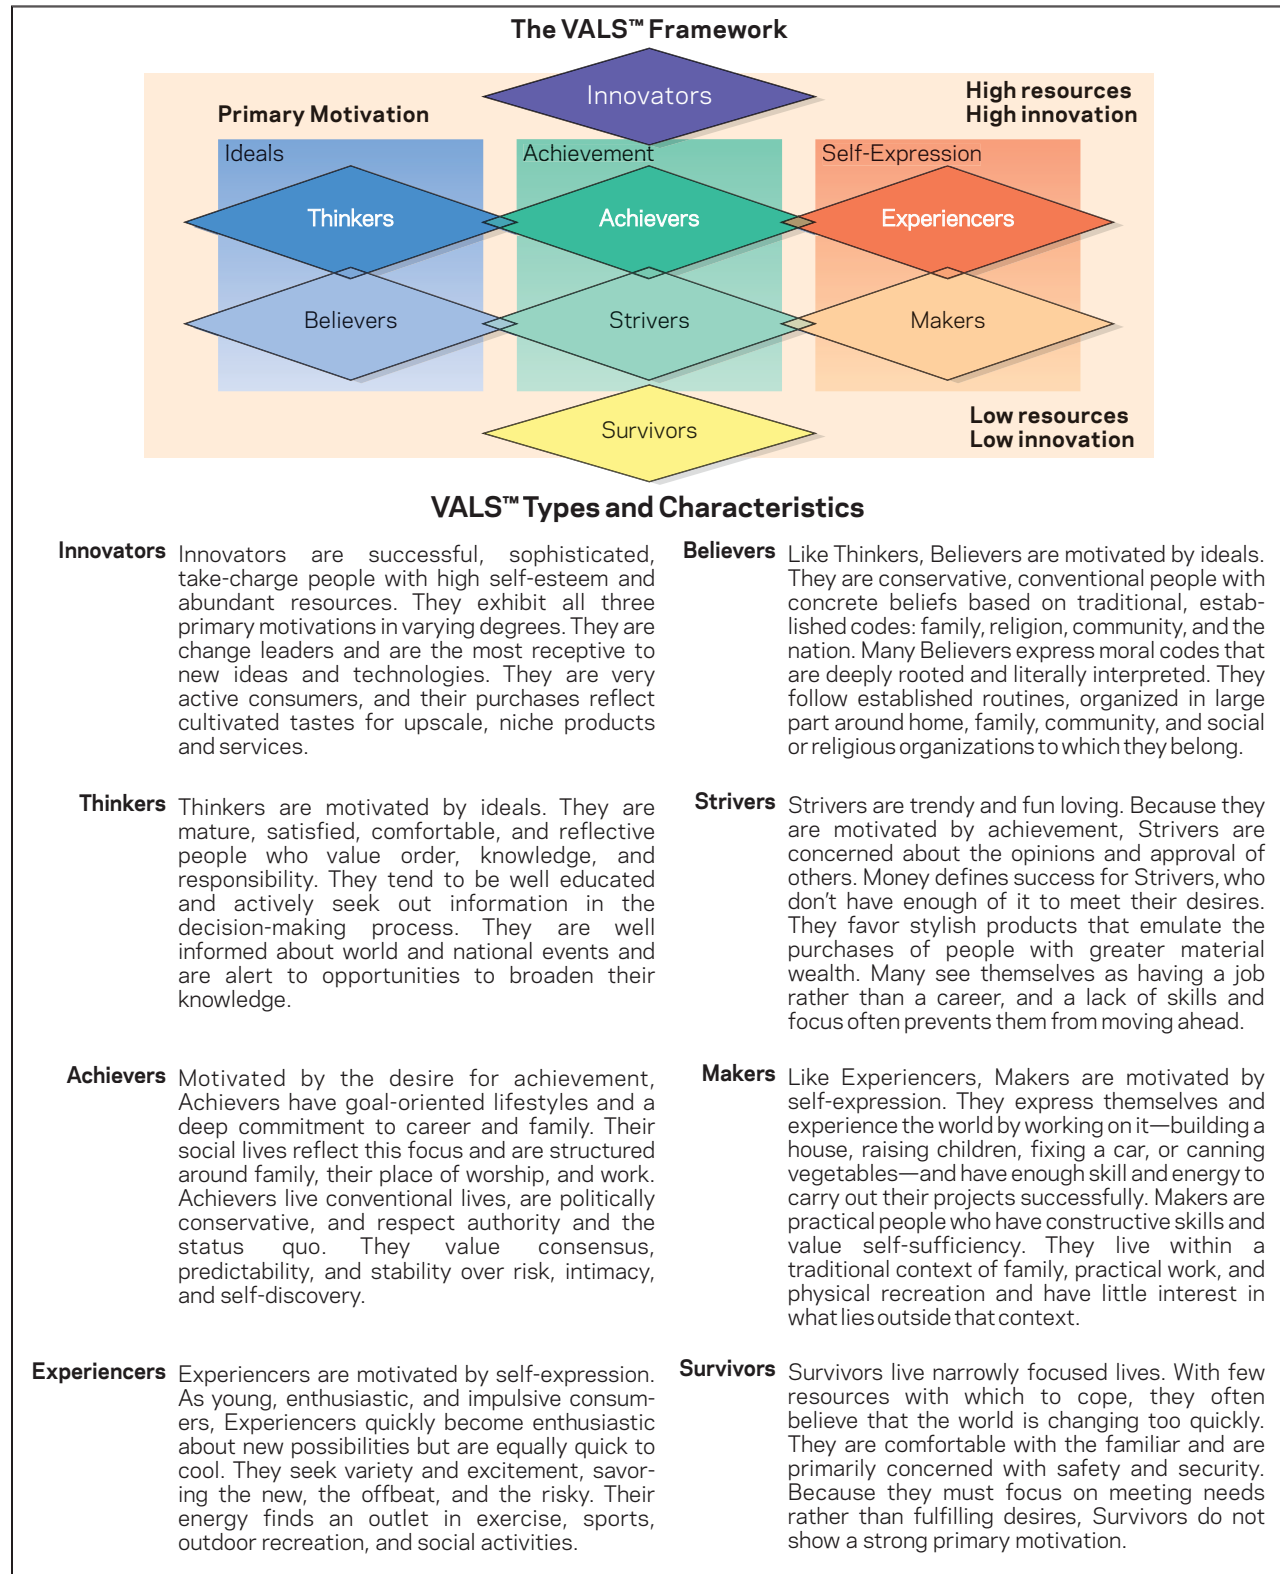 The VALS™ Framework
Innovators
High resources
High innovation
Primary Motivation
Ideals
Achievement
Self-Expression
Thinkers
Achievers
Experiencers
Believers
Strivers
Makers
Low resources
Low innovation
Survivors
VALS™ Types and Characteristics
Innovators
Innovators are successful, sophisticated,
take-charge people with high self-esteem and
abundant resources. They exhibit all three
primary motivations in varying degrees. They are
change leaders and are the most receptive to
new ideas and technologies. They are very
active consumers, and their purchases reflect
cultivated tastes for upscale, niche products
and services.
Thinkers
Thinkers are motivated by ideals. They are
mature, satisfied, comfortable, and reflective
people who value order, knowledge, and
responsibility. They tend to be well educated
and actively seek out information in the
decision-making process. They are well
informed about world and national events and
are alert to opportunities to broaden their
knowledge.
Achievers
Motivated by the desire for achievement,
Achievers have goal-oriented lifestyles and a
deep commitment to career and family. Their
social lives reflect this focus and are structured
around family, their place of worship, and work.
Achievers live conventional lives, are politically
conservative, and respect authority and the
status quo. They value consensus,
predictability, and stability over risk, intimacy,
and self-discovery.
Experiencers
Experiencers are motivated by self-expression.
As young, enthusiastic, and impulsive consum-
ers, Experiencers quickly become enthusiastic
about new possibilities but are equally quick to
cool. They seek variety and excitement, savor-
ing the new, the offbeat, and the risky. Their
energy finds an outlet in exercise, sports,
outdoor recreation, and social activities.
Believers
Like Thinkers, Believers are motivated by ideals.
They are conservative, conventional people with
concrete beliefs based on traditional, estab-
lished codes: family, religion, community, and the
nation. Many Believers express moral codes that
are deeply rooted and literally interpreted. They
follow established routines, organized in large
part around home, family, community, and social
or religious organizations to which they belong.
Strivers
Strivers are trendy and fun loving. Because they
are motivated by achievement, Strivers are
concerned about the opinions and approval of
others. Money defines success for Strivers, who
don't have enough of it to meet their desires.
They favor stylish products that emulate the
purchases of people with greater material
wealth. Many see themselves as having a job
rather than a career, and a lack of skills and
focus often prevents them from moving ahead.
Makers
Like Experiencers, Makers are motivated by
self-expression. They express themselves and
experience the world by working on it—building a
house, raising children, fixing a car, or canning
vegetables—and have enough skill and energy to
carry out their projects successfully. Makers are
practical people who have constructive skills and
value self-sufficiency. They live within a
traditional context of family, practical work, and
physical recreation and have little interest in
what lies outside that context.
Survivors
Survivors live narrowly focused lives. With few
resources with which to cope, they often
believe that the world is changing too quickly.
They are comfortable with the familiar and are
primarily concerned with safety and security.
Because they must focus on meeting needs
rather than fulfilling desires, Survivors do not
show a strong primary motivation.